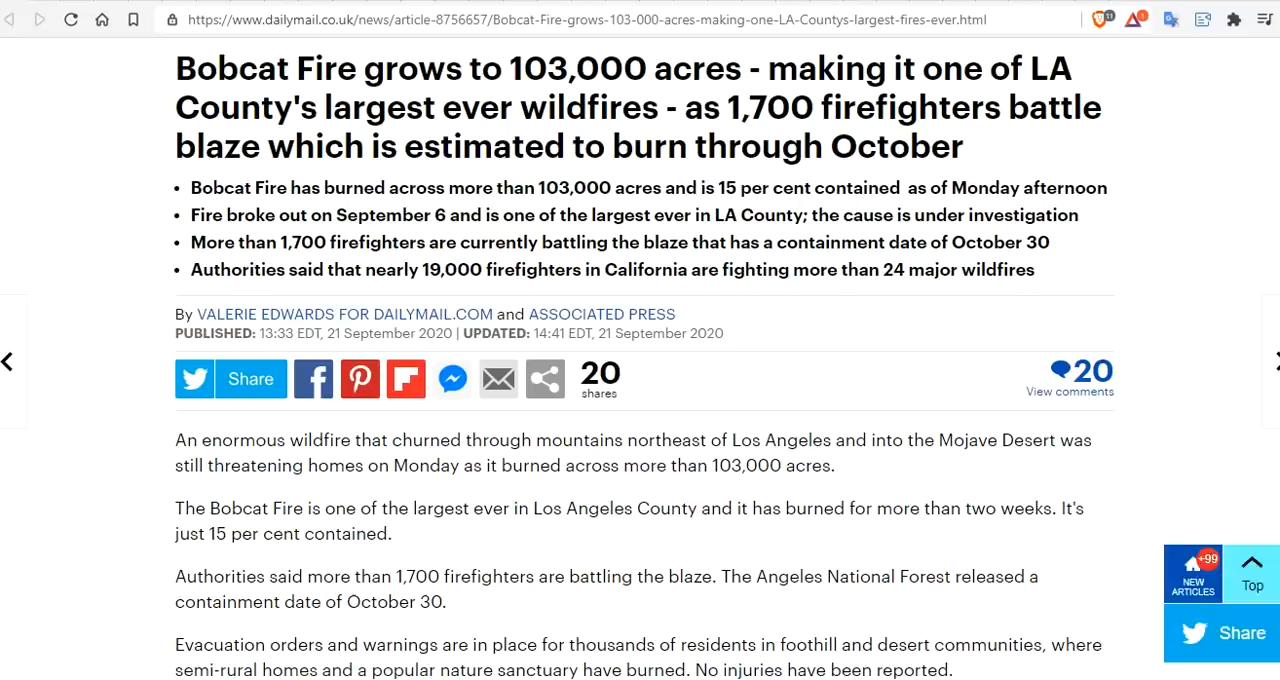 https://www.dailymail.co.uk/news/article-8756657/Bobcat-Fire-grows-103-000-acres-making-one-LA-Countys-largest-fires-ever.html
11
1
Bobcat Fire grows to 103,000 acres - making it one of LA
County's largest ever wildfires - as 1,700 firefighters battle
blaze which is estimated to burn through October
• Bobcat Fire has burned across more than 103,000 acres and is 15 per cent contained as of Monday afternoon
• Fire broke out on September 6 and is one of the largest ever in LA County; the cause is under investigation
• More than 1,700 firefighters are currently battling the blaze that has a containment date of October 30
• Authorities said that nearly 19,000 firefighters in California are fighting more than 24 major wildfires
By VALERIE EDWARDS FOR DAILYMAIL.COM and ASSOCIATED PRESS
PUBLISHED: 13:33 EDT, 21 September 2020 | UPDATED: 14:41 EDT, 21 September 2020
Share
20
shares
20
View comments
An enormous wildfire that churned through mountains northeast of Los Angeles and into the Mojave Desert was
still threatening homes on Monday as it burned across more than 103,000 acres.
The Bobcat Fire is one of the largest ever in Los Angeles County and it has burned for more than two weeks. It's
just 15 per cent contained.
Authorities said more than 1,700 firefighters are battling the blaze. The Angeles National Forest released a
containment date of October 30.
Evacuation orders and warnings are in place for thousands of residents in foothill and desert communities, where
semi-rural homes and a popular nature sanctuary have burned. No injuries have been reported.
+99
NEW
ARTICLES
Top
Share